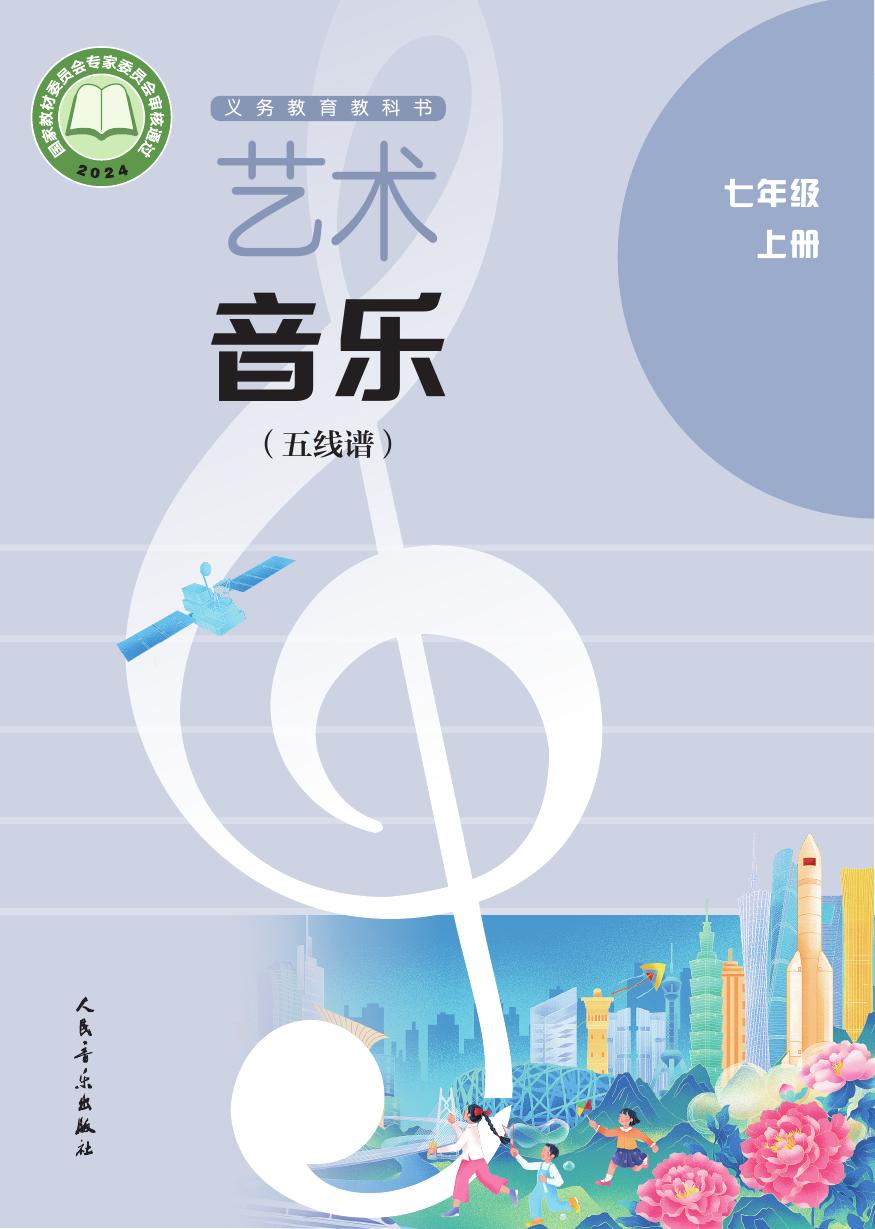 国家教材委员会专家委员会审核通过
2024
义务教育教科书
艺术
音乐
（五线谱）
七年级
上册
人民音乐出版社